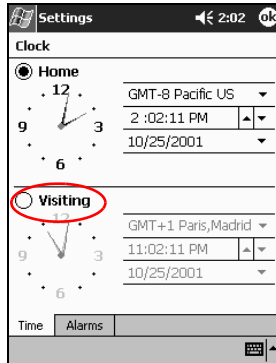 Settings 2:02 ok
Clock
Home
12
9 3
6
GMT-8 Pacific US
2 :02:11 PM
10/25/2001
Visiting
12
9 3
6
GMT+1 Paris,Madrid
11:02:11 PM
10/25/2001
Time Alarms